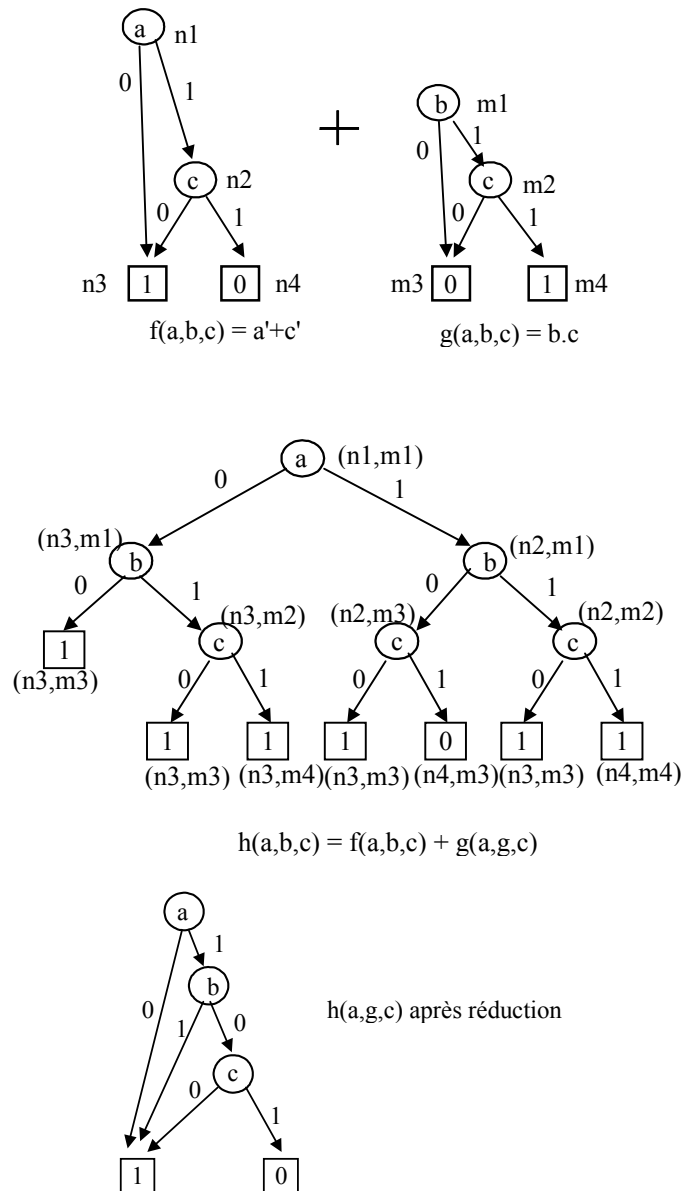 a n1
0 1
b m1
+
0 1
c n2
c m2
0 1
0 1
n3 1 0 n4
m3 0 1 m4
f(a,b,c) = a'+c'
g(a,b,c) = b.c
a (n1,m1)
0 1
(n3,m1) b
b (n2,m1)
0 1
0 1
(n3,m2) (n2,m3) (n2,m2)
1 c c c
(n3,m3)
0 1 0 1 0 1
1 1 1 0 1 1
(n3,m3) (n3,m4) (n3,m3) (n4,m3) (n3,m3) (n4,m4)
h(a,b,c) = f(a,b,c) + g(a,g,c)
a
1
b
0 1 0
h(a,g,c) après réduction
c
0 1
1 0